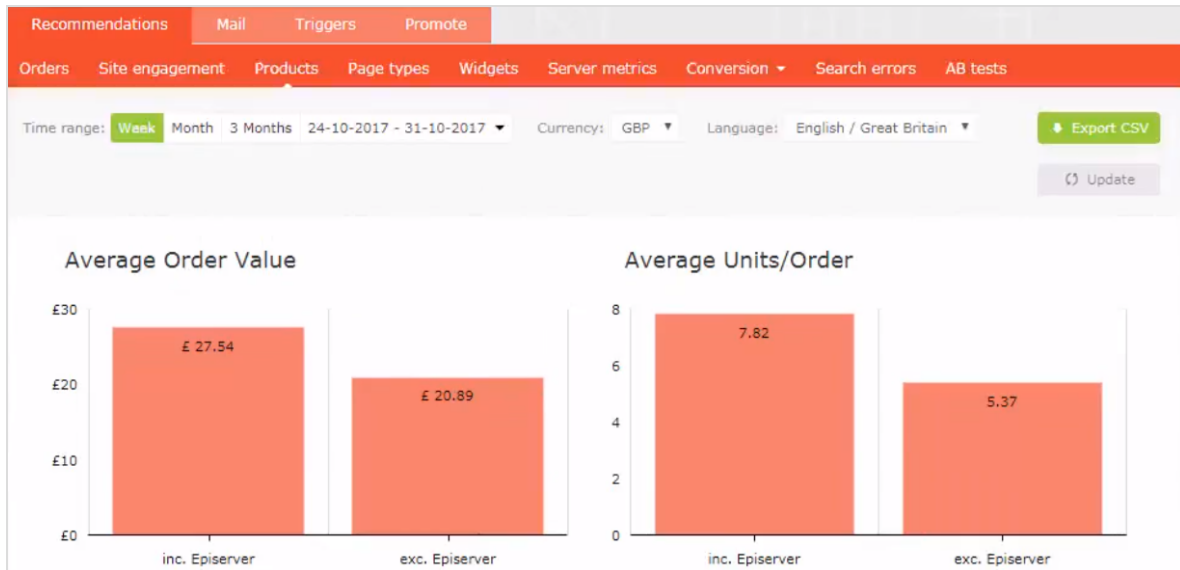 Recommendations Mail Triggers Promote
Orders Site engagement Products Page types Widgets Server metrics Conversion Search errors AB tests
Time range: Week Month 3 Months 24-10-2017 - 31-10-2017 Currency: GBP Language: English / Great Britain Export CSV
Update
Average Order Value
£30
£20
£10
£0
£ 27.54
£ 20.89
inc. Episerver exc. Episerver
Average Units/Order
8
6
4
2
0
7.82
5.37
inc. Episerver exc. Episerver